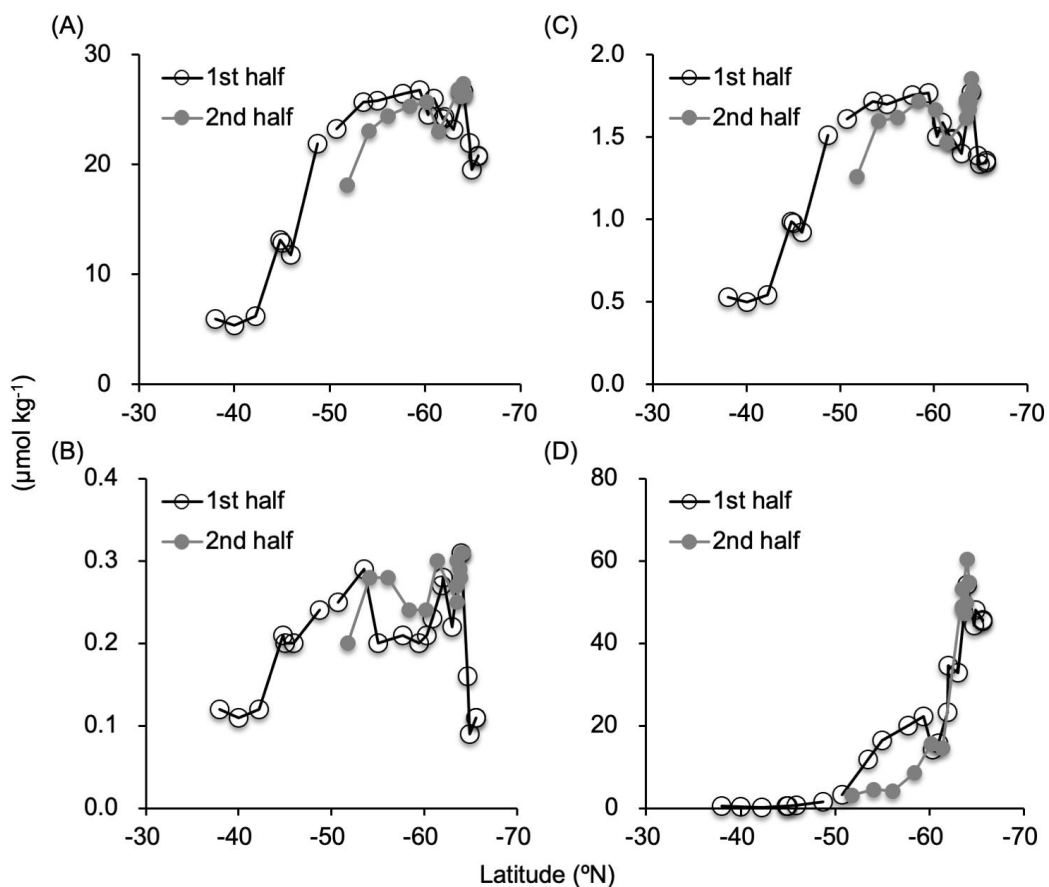 (A)
30
20
10
0
1st half
2nd half
-30 -40 -50 -60 -70
(C)
2.0
1.5
1.0
0.5
0.0
1st half
2nd half
-30 -40 -50 -60 -70
(µmol kg⁻¹)
(B)
0.4
0.3
0.2
0.1
0.0
1st half
2nd half
-30 -40 -50 -60 -70
(D)
80
60
40
20
0
1st half
2nd half
-30 -40 -50 -60 -70
Latitude (ºN)